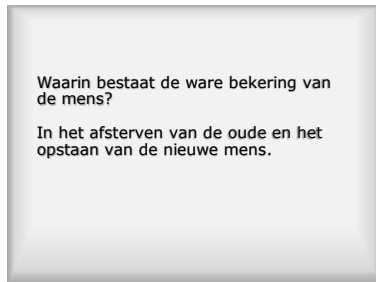 Waarin bestaat de ware bekering van
de mens?
In het afsterven van de oude en het
opstaan van de nieuwe mens.